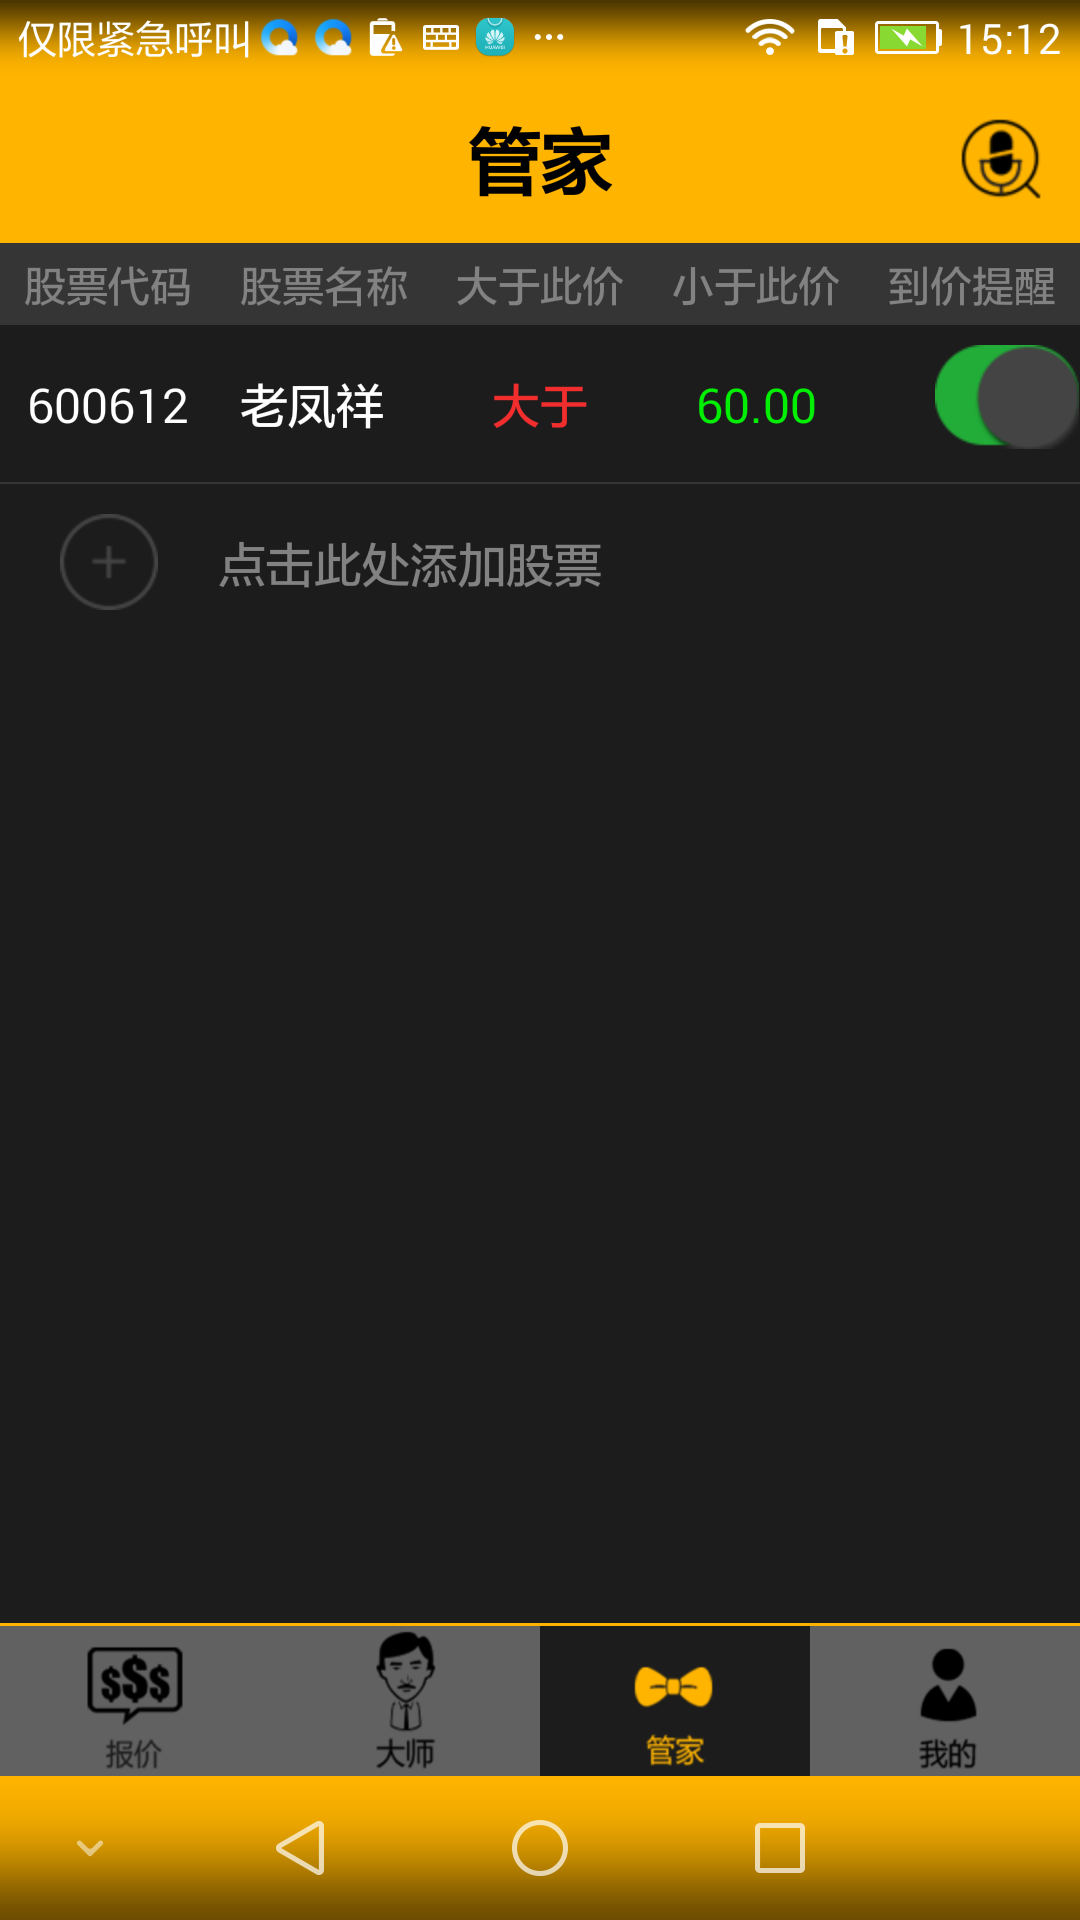 仅限紧急呼叫 15:12
管家
股票代码 股票名称 大于此价 小于此价 到价提醒
600612 老凤祥 大于 60.00
点击此处添加股票
$$$
报价 大师 管家 我的